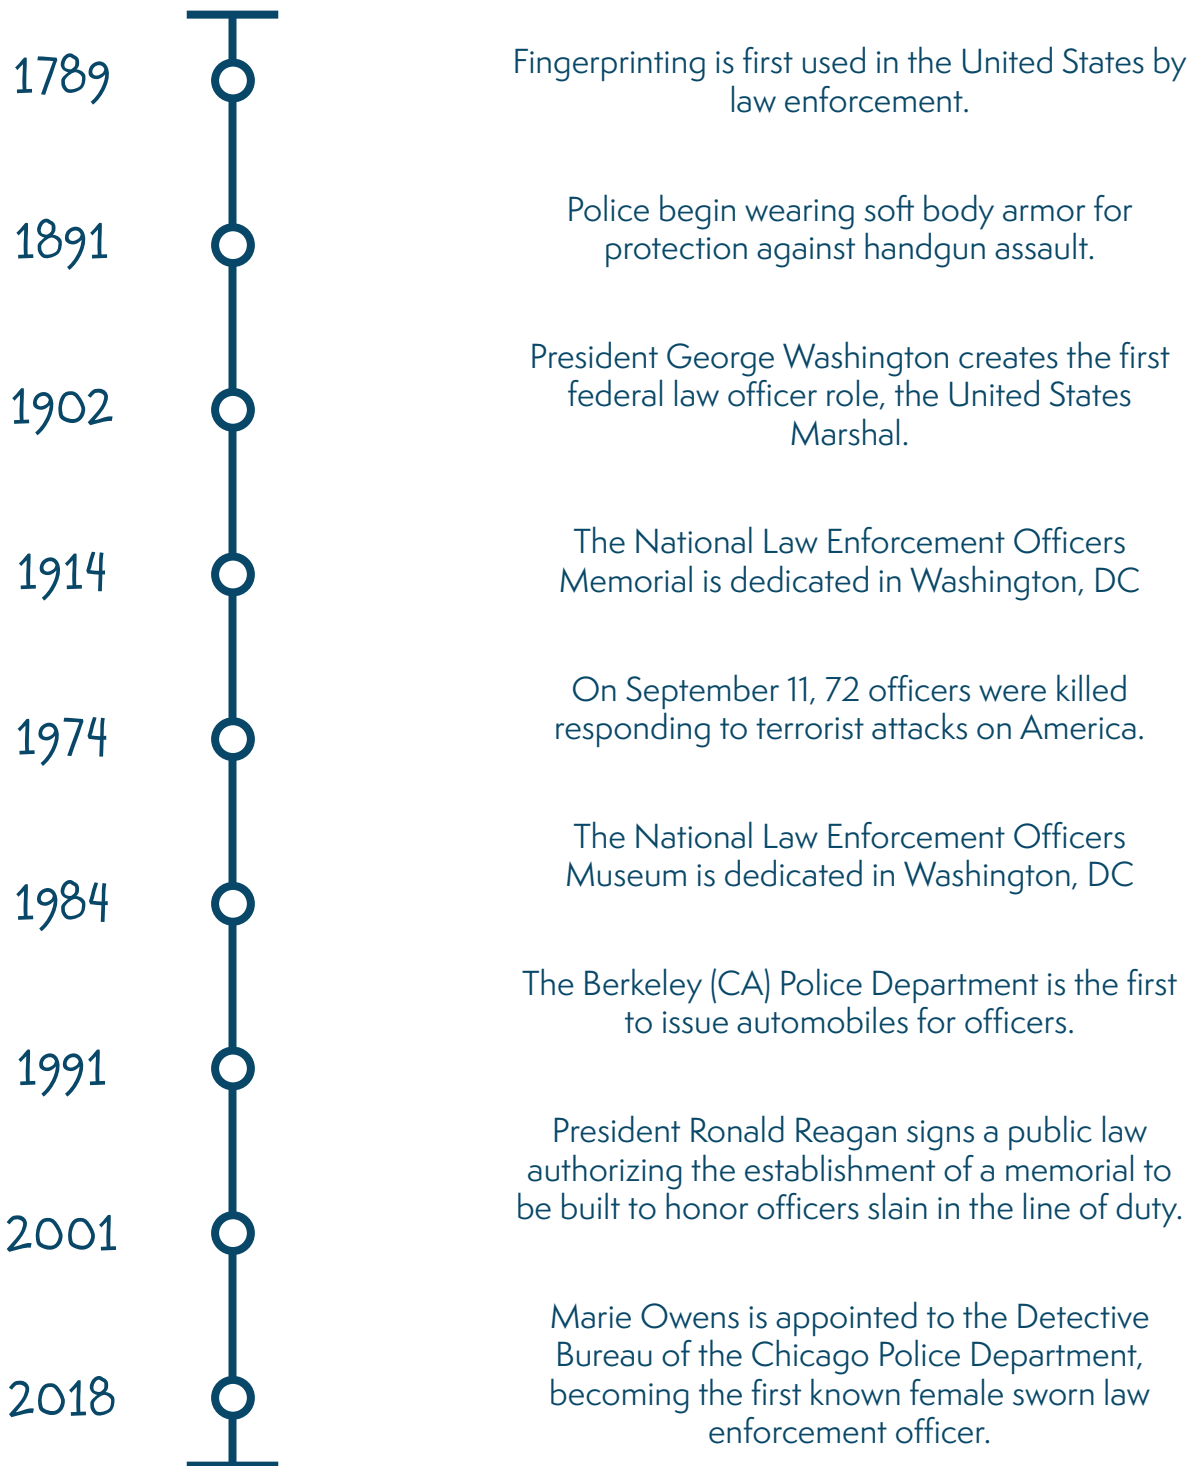 1789
Fingerprinting is first used in the United States by
law enforcement.
1891
Police begin wearing soft body armor for
protection against handgun assault.
1902
President George Washington creates the first
federal law officer role, the United States
Marshal.
1914
The National Law Enforcement Officers
Memorial is dedicated in Washington, DC
1974
On September 11, 72 officers were killed
responding to terrorist attacks on America.
1984
The National Law Enforcement Officers
Museum is dedicated in Washington, DC
1991
The Berkeley (CA) Police Department is the first
to issue automobiles for officers.
2001
President Ronald Reagan signs a public law
authorizing the establishment of a memorial to
be built to honor officers slain in the line of duty.
2018
Marie Owens is appointed to the Detective
Bureau of the Chicago Police Department,
becoming the first known female sworn law
enforcement officer.